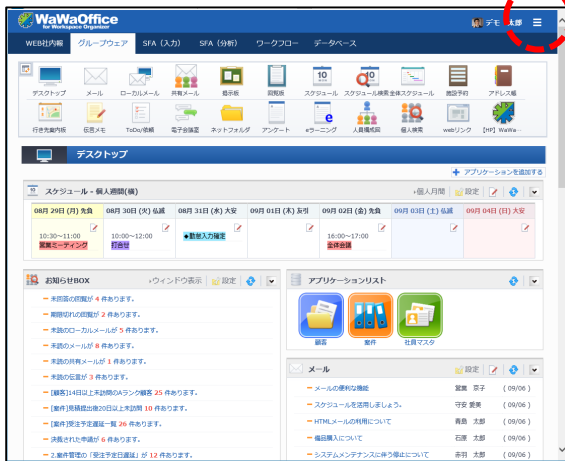 WaWaOffice
for Workspace Organizer
デモ 太郎
WEB社内報 グループウェア SFA（入力） SFA（分析） ワークフロー データベース
デスクトップ メール ローカルメール 共有メール 掲示板 回覧板 スケジュール スケジュール検索 全体スケジュール 施設予約 アドレス帳
行き先案内板 伝言メモ ToDo/依頼 電子会議室 ネットフォルダ アンケート eラーニング 人員構成図 個人検索 webリンク 【HP】WaWa…
デスクトップ
アプリケーションを追加する
スケジュール - 個人週間(横) 個人月間 設定
08月 29日 (月) 先負 08月 30日 (火) 仏滅 08月 31日 (水) 大安 09月 01日 (木) 友引 09月 02日 (金) 先負 09月 03日 (土) 仏滅 09月 04日 (日) 大安
10:30～11:00 10:00～12:00 ◆勤怠入力確定 16:00～17:00
営業ミーティング 打合せ 全体会議
お知らせBOX ウィンドウ表示 設定
未回答の回覧が 4 件あります。
期限切れの回覧が 2 件あります。
未読のローカルメールが 5 件あります。
未読のメールが 8 件あります。
未読の共有メールが 1 件あります。
未読の伝言が 3 件あります。
[顧客]14日以上未訪問のAランク顧客 25 件あります。
[案件]見積提出後20日以上未訪問 10 件あります。
[案件]受注予定遅延一覧 26 件あります。
決裁された申請が 6 件あります。
2.案件管理の「受注予定日遅延」が 12 件あります。
アプリケーションリスト
顧客 案件 社員マスタ
メール 設定
メールの便利な機能 営業 京子 ( 09/06 )
スケジュールを活用しましょう。 守安 愛美 ( 09/06 )
HTMLメールの利用について 青島 太郎 ( 09/06 )
備品購入について 石原 太郎 ( 09/06 )
システムメンテナンスに伴う停止について 赤羽 太郎 ( 09/06 )